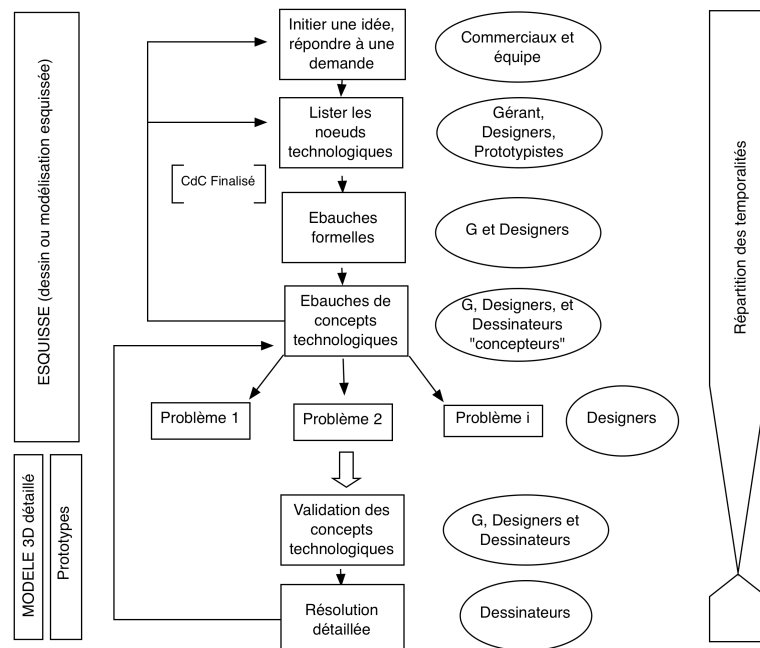 Initier une idée,
répondre à une
demande
Commerciaux et
équipe
Lister les
noeuds
technologiques
Gérant,
Designers,
Prototypistes
CdC Finalisé
Ebauches
formelles
G et Designers
Ebauches de
concepts
technologiques
G, Designers, et
Dessinateurs
"concepteurs"
Problème 1
Problème 2
Problème i
Designers
Validation des
concepts
technologiques
G, Designers et
Dessinateurs
Résolution
détaillée
Dessinateurs
ESQUISSE (dessin ou modélisation esquissée)
MODELE 3D détaillé
Prototypes
Répartition des temporalités